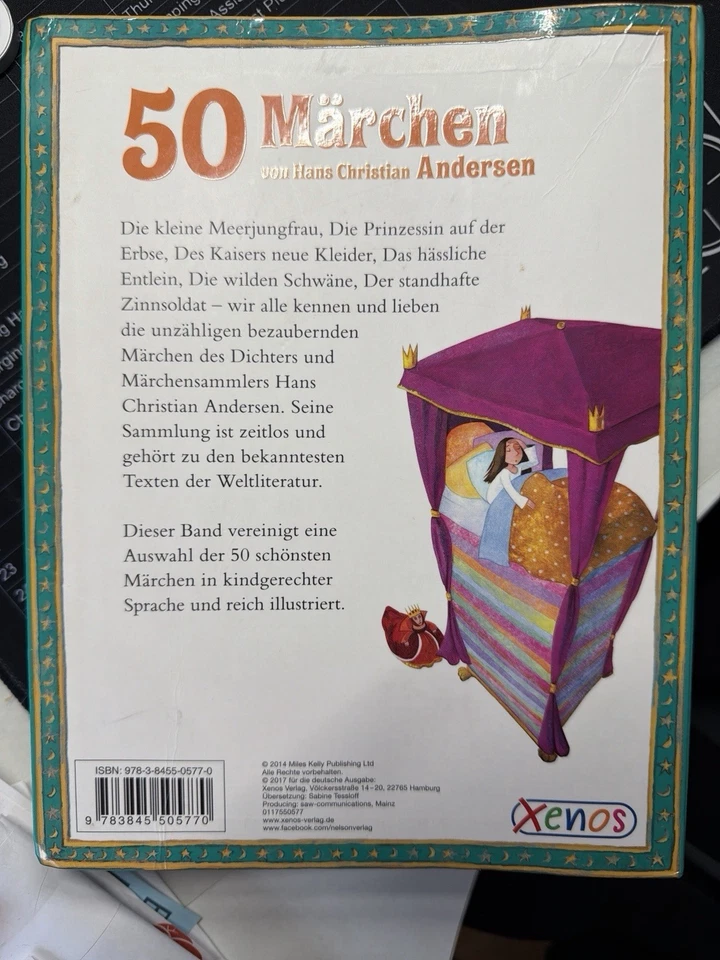 50 Märchen
von Hans Christian Andersen
Die kleine Meerjungfrau, Die Prinzessin auf der
Erbse, Des Kaisers neue Kleider, Das hässliche
Entlein, Die wilden Schwäne, Der standhafte
Zinnsoldat – wir alle kennen und lieben
die unzähligen bezaubernden
Märchen des Dichters und
Märchensammlers Hans
Christian Andersen. Seine
Sammlung ist zeitlos und
gehört zu den bekanntesten
Texten der Weltliteratur.
Dieser Band vereinigt eine
Auswahl der 50 schönsten
Märchen in kindgerechter
Sprache und reich illustriert.
ISBN: 978-3-8455-0577-0
9 783845 505770
© 2014 Miles Kelly Publishing Ltd
Alle Rechte vorbehalten.
© 2017 für die deutsche Ausgabe:
Xenos Verlag, Völckersstraße 14–20, 22765 Hamburg
Übersetzung: Sabine Tessloff
Producing: saw-communications, Mainz
0117550577
www.xenos-verlag.de
www.facebook.com/nelsonverlag
xenos